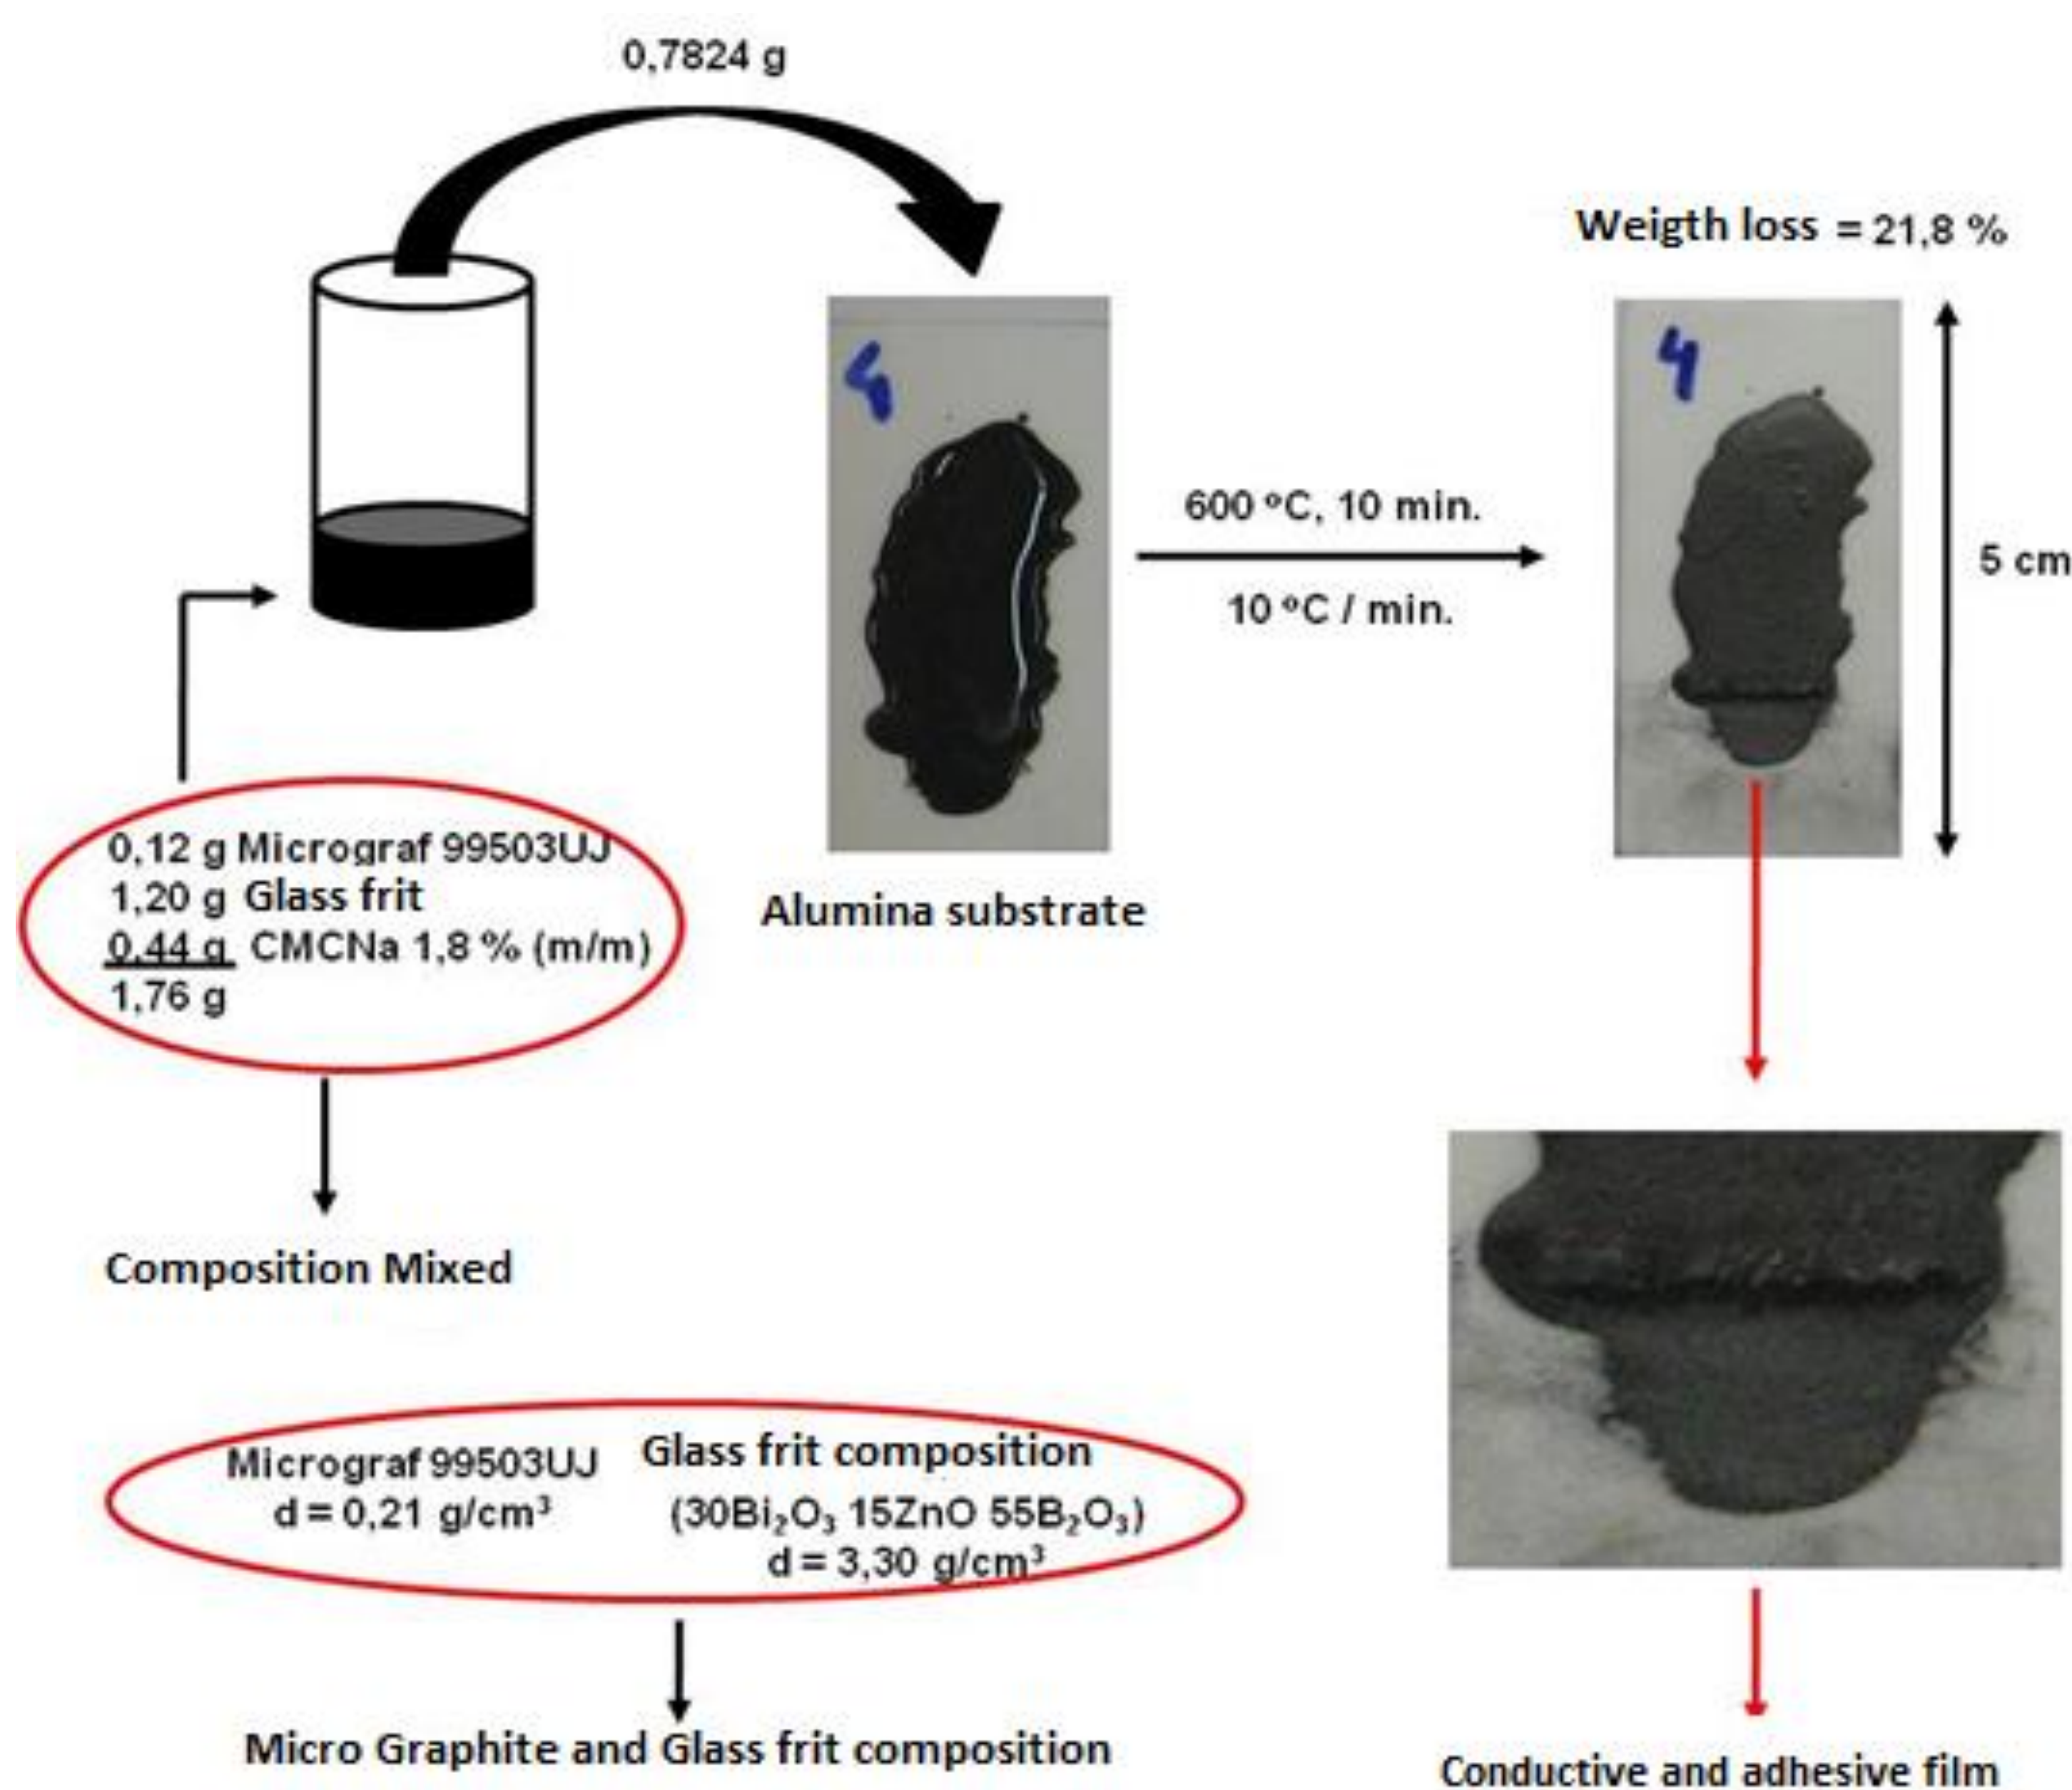 0,7824 g
Weigth loss = 21,8 %
4
4
600 °C, 10 min.
10 °C / min.
5 cm
0,12 g Micrograf 99503UJ
1,20 g Glass frit
0,44 g CMCNa 1,8 % (m/m)
1,76 g
Alumina substrate
Composition Mixed
Micrograf 99503UJ
d = 0,21 g/cm³
Glass frit composition
(30Bi₂O₃ 15ZnO 55B₂O₃)
d = 3,30 g/cm³
Micro Graphite and Glass frit composition
Conductive and adhesive film